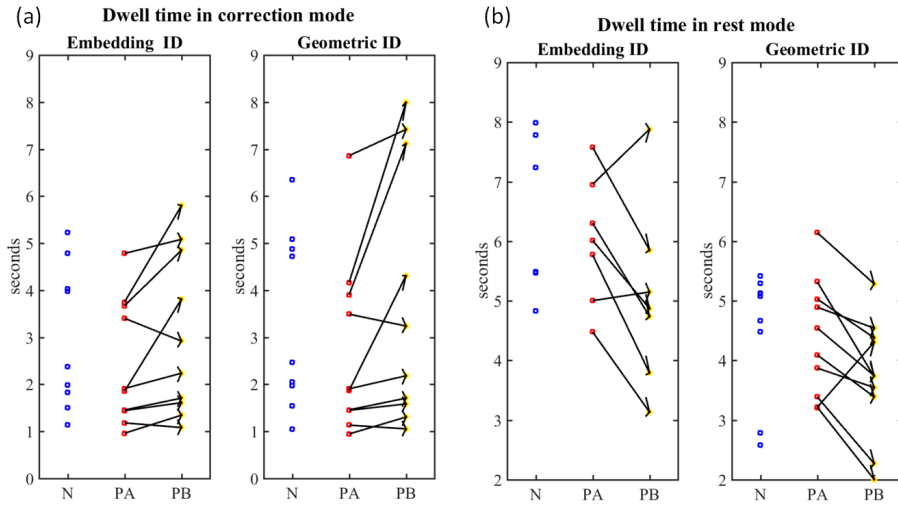 (a)
Dwell time in correction mode
Embedding ID
Geometric ID
seconds
9
8
7
6
5
4
3
2
1
0
N PA PB
seconds
9
8
7
6
5
4
3
2
1
0
N PA PB
(b)
Dwell time in rest mode
Embedding ID
Geometric ID
seconds
9
8
7
6
5
4
3
2
N PA PB
seconds
9
8
7
6
5
4
3
2
N PA PB